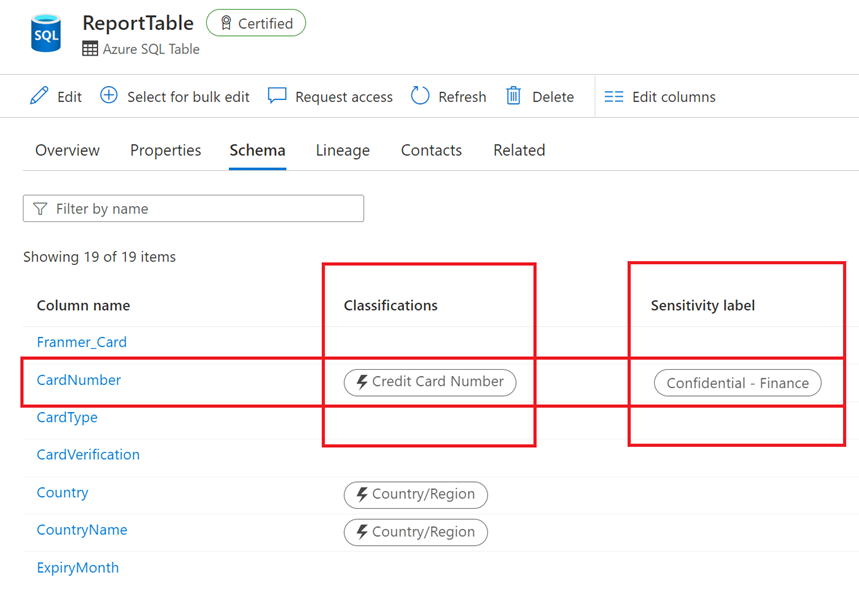 SQL
ReportTable Certified
Azure SQL Table
Edit Select for bulk edit Request access Refresh Delete Edit columns
Overview Properties Schema Lineage Contacts Related
Filter by name
Showing 19 of 19 items
Column name Classifications Sensitivity label
Franmer_Card
CardNumber Credit Card Number Confidential - Finance
CardType
CardVerification
Country Country/Region
CountryName Country/Region
ExpiryMonth